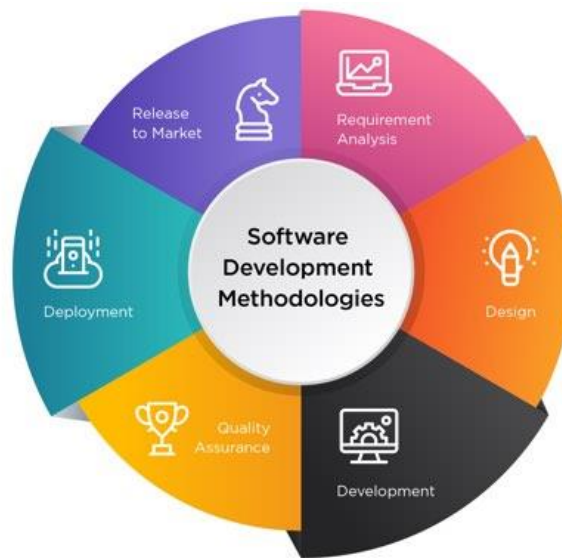 Software
Development
Methodologies
Requirement
Analysis
Design
Development
Quality
Assurance
Deployment
Release
to Market